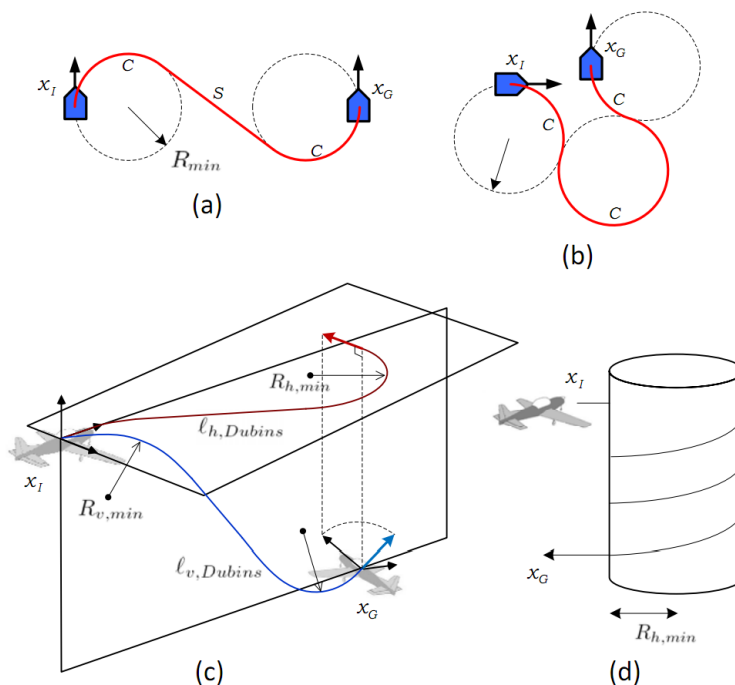 x_I
C
S
x_G
C
R_min
(a)
x_I
x_G
C
C
C
(b)
R_h,min
ℓ_h,Dubins
x_I
R_v,min
ℓ_v,Dubins
x_G
(c)
x_I
x_G
R_h,min
(d)